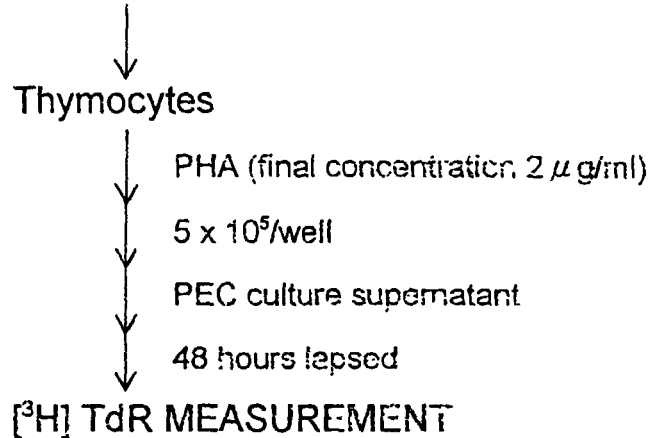 Thymocytes
PHA (final concentration 2 μg/ml)
5 x 10⁵/well
PEC culture supernatant
48 hours lapsed
[³H] TdR MEASUREMENT